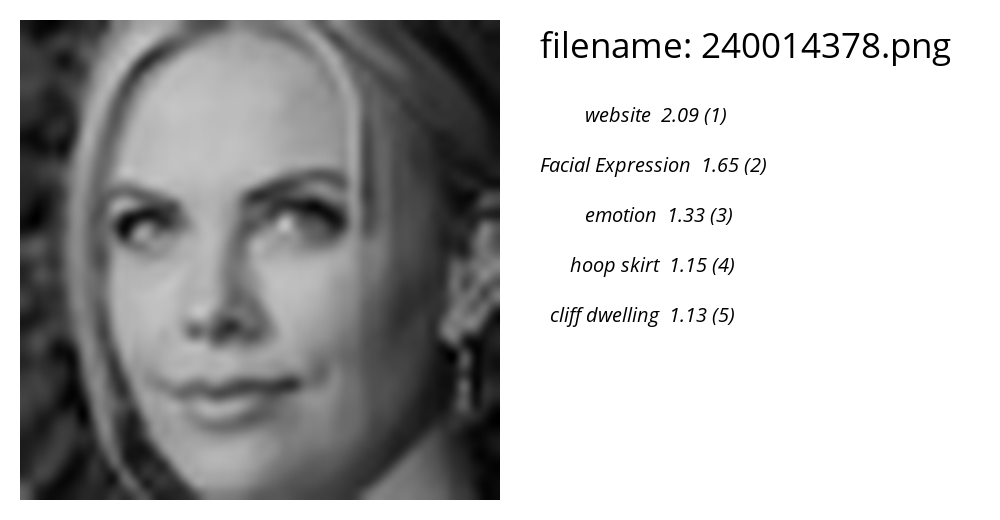 filename: 240014378.png
website 2.09 (1)
Facial Expression 1.65 (2)
emotion 1.33 (3)
hoop skirt 1.15 (4)
cliff dwelling 1.13 (5)